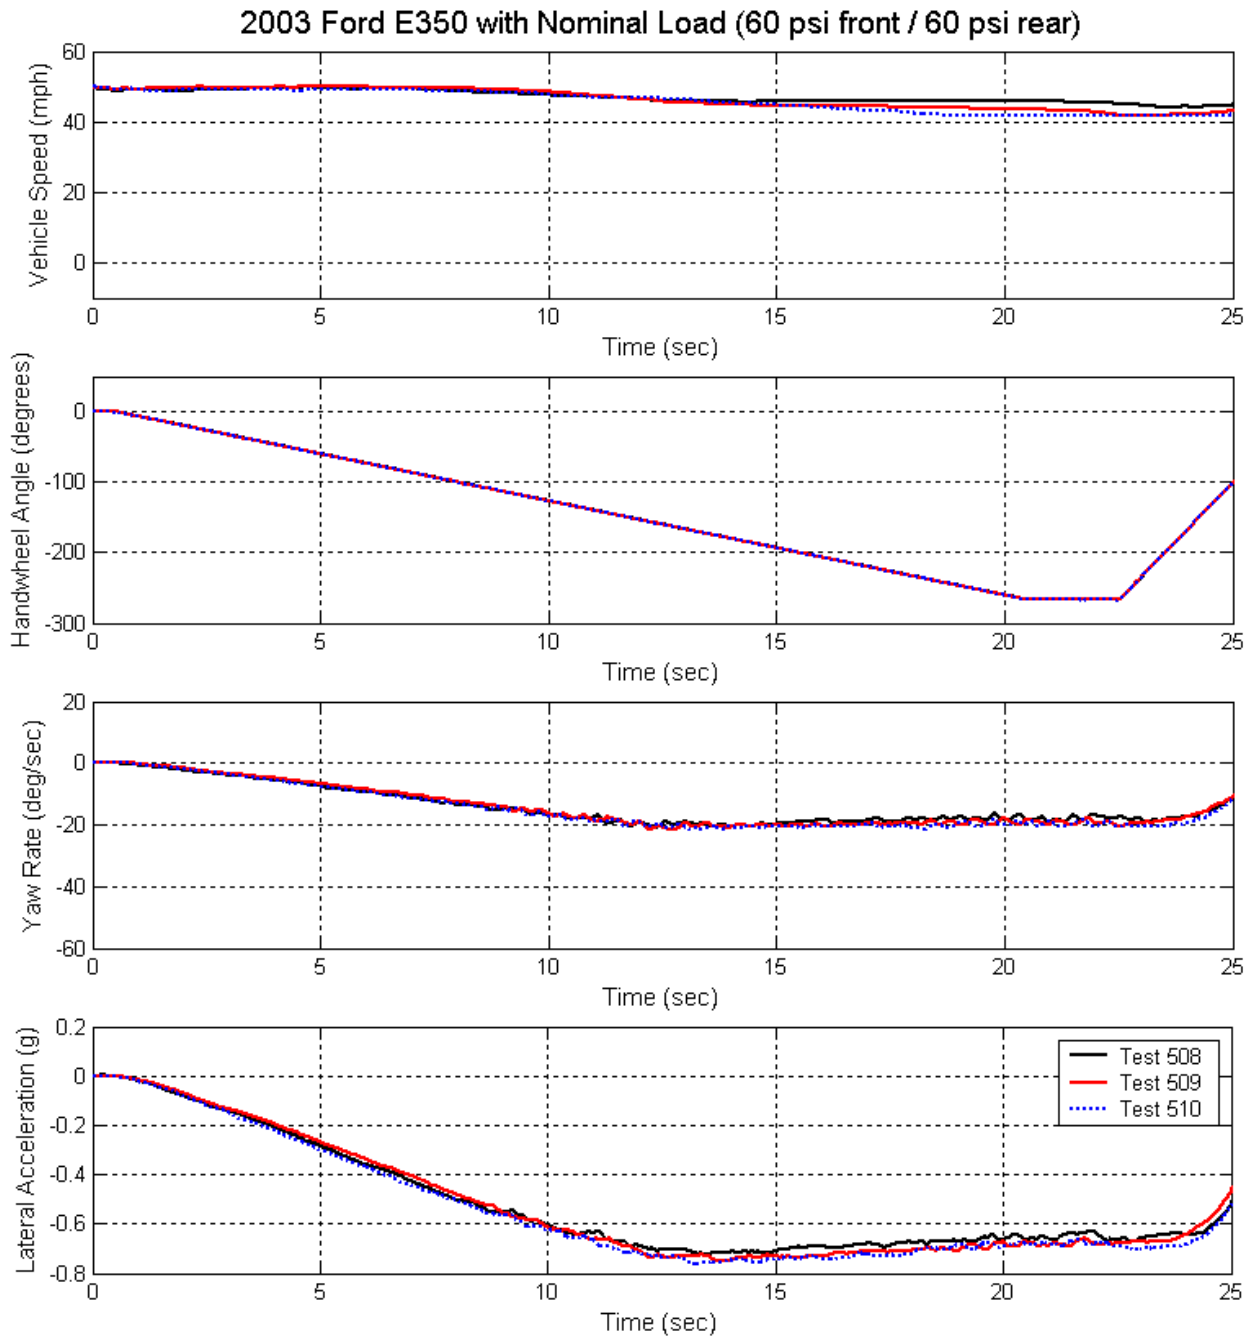 2003 Ford E350 with Nominal Load (60 psi front / 60 psi rear)
Vehicle Speed (mph)
60
40
20
0
0 5 10 15 20 25
Time (sec)
Handwheel Angle (degrees)
0
-100
-200
-300
0 5 10 15 20 25
Time (sec)
Yaw Rate (deg/sec)
20
0
-20
-40
-60
0 5 10 15 20 25
Time (sec)
Lateral Acceleration (g)
0.2
0
-0.2
-0.4
-0.6
-0.8
Test 508
Test 509
Test 510
0 5 10 15 20 25
Time (sec)